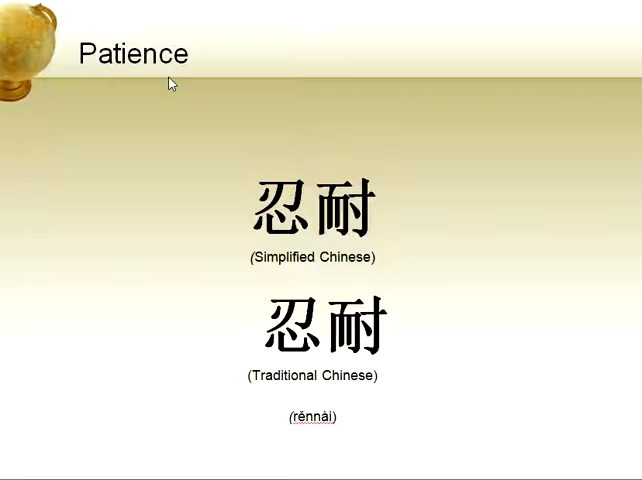 Patience
忍耐
(Simplified Chinese)
忍耐
(Traditional Chinese)
(rěnnài)